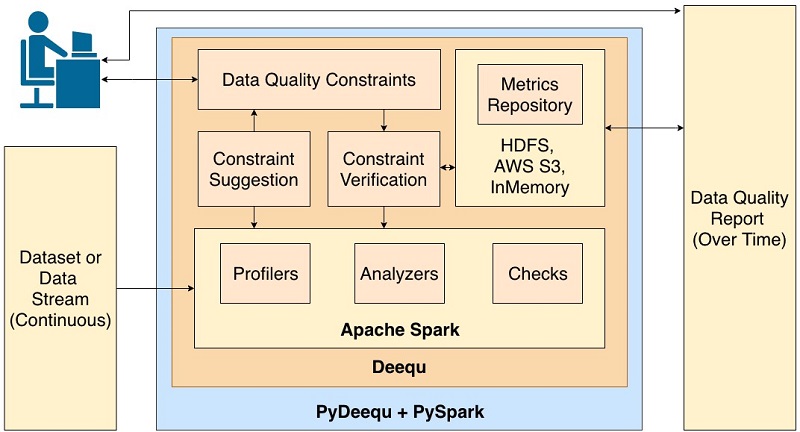 Data Quality Constraints
Metrics
Repository
HDFS,
AWS S3,
InMemory
Constraint
Suggestion
Constraint
Verification
Dataset or
Data
Stream
(Continuous)
Profilers
Analyzers
Checks
Apache Spark
Deequ
PyDeequ + PySpark
Data Quality
Report
(Over Time)